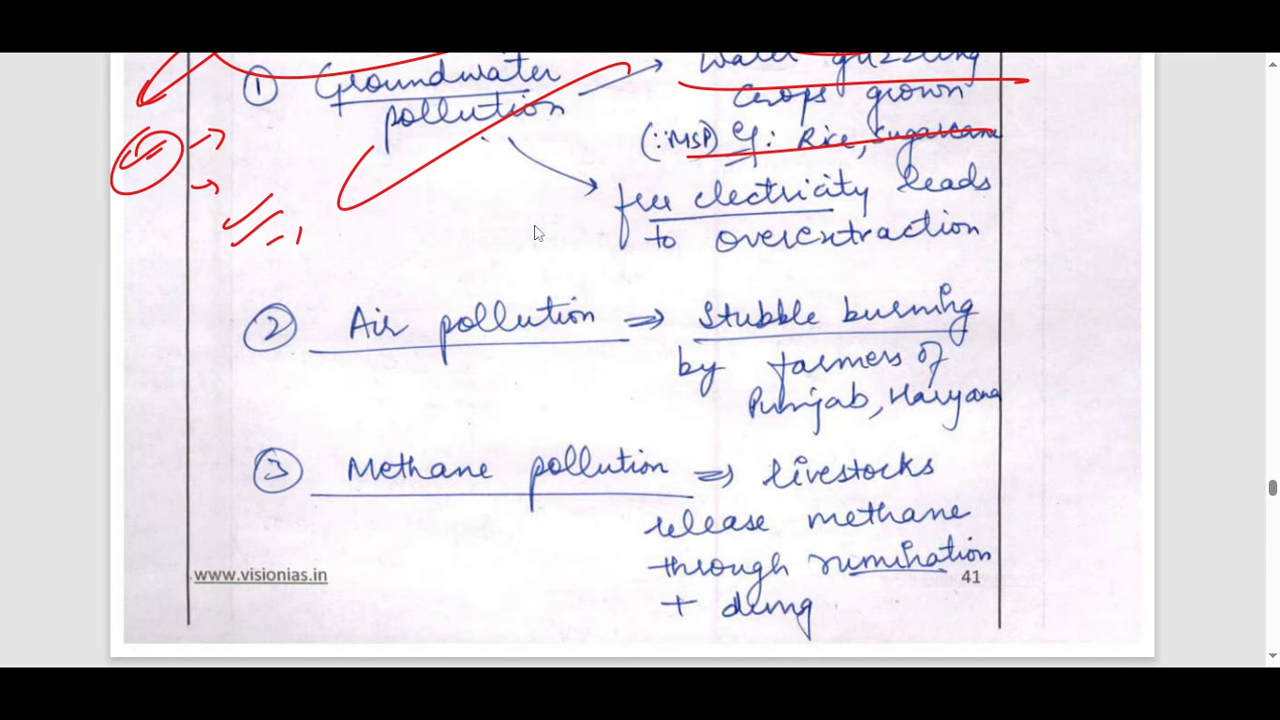 ① Groundwater → Water guzzling
pollution crops grown
(∵ MSP) eg: Rice, sugarcane
free electricity leads
to overextraction
② Air pollution ⇒ Stubble burning
by farmers of
Punjab, Haryana
③ Methane pollution ⇒ livestocks
release methane
through rumination
+ dung
www.visionias.in
41